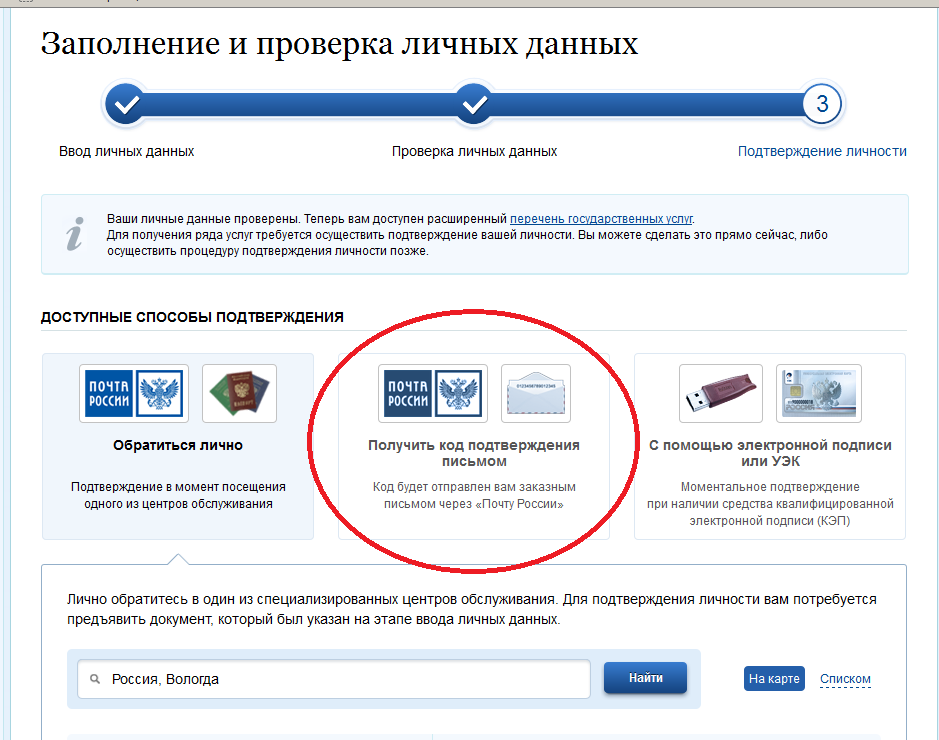 Заполнение и проверка личных данных
3
Ввод личных данных
Проверка личных данных
Подтверждение личности
Ваши личные данные проверены. Теперь вам доступен расширенный перечень государственных услуг.
Для получения ряда услуг требуется осуществить подтверждение вашей личности. Вы можете сделать это прямо сейчас, либо
осуществить процедуру подтверждения личности позже.
ДОСТУПНЫЕ СПОСОБЫ ПОДТВЕРЖДЕНИЯ
ПОЧТА
РОССИИ
Обратиться лично
Подтверждение в момент посещения
одного из центров обслуживания
ПОЧТА
РОССИИ
Получить код подтверждения
письмом
Код будет отправлен вам заказным
письмом через «Почту России»
С помощью электронной подписи
или УЭК
Моментальное подтверждение
при наличии средства квалифицированной
электронной подписи (КЭП)
Лично обратитесь в один из специализированных центров обслуживания. Для подтверждения личности вам потребуется
предъявить документ, который был указан на этапе ввода личных данных.
Россия, Вологда
Найти
На карте
Списком